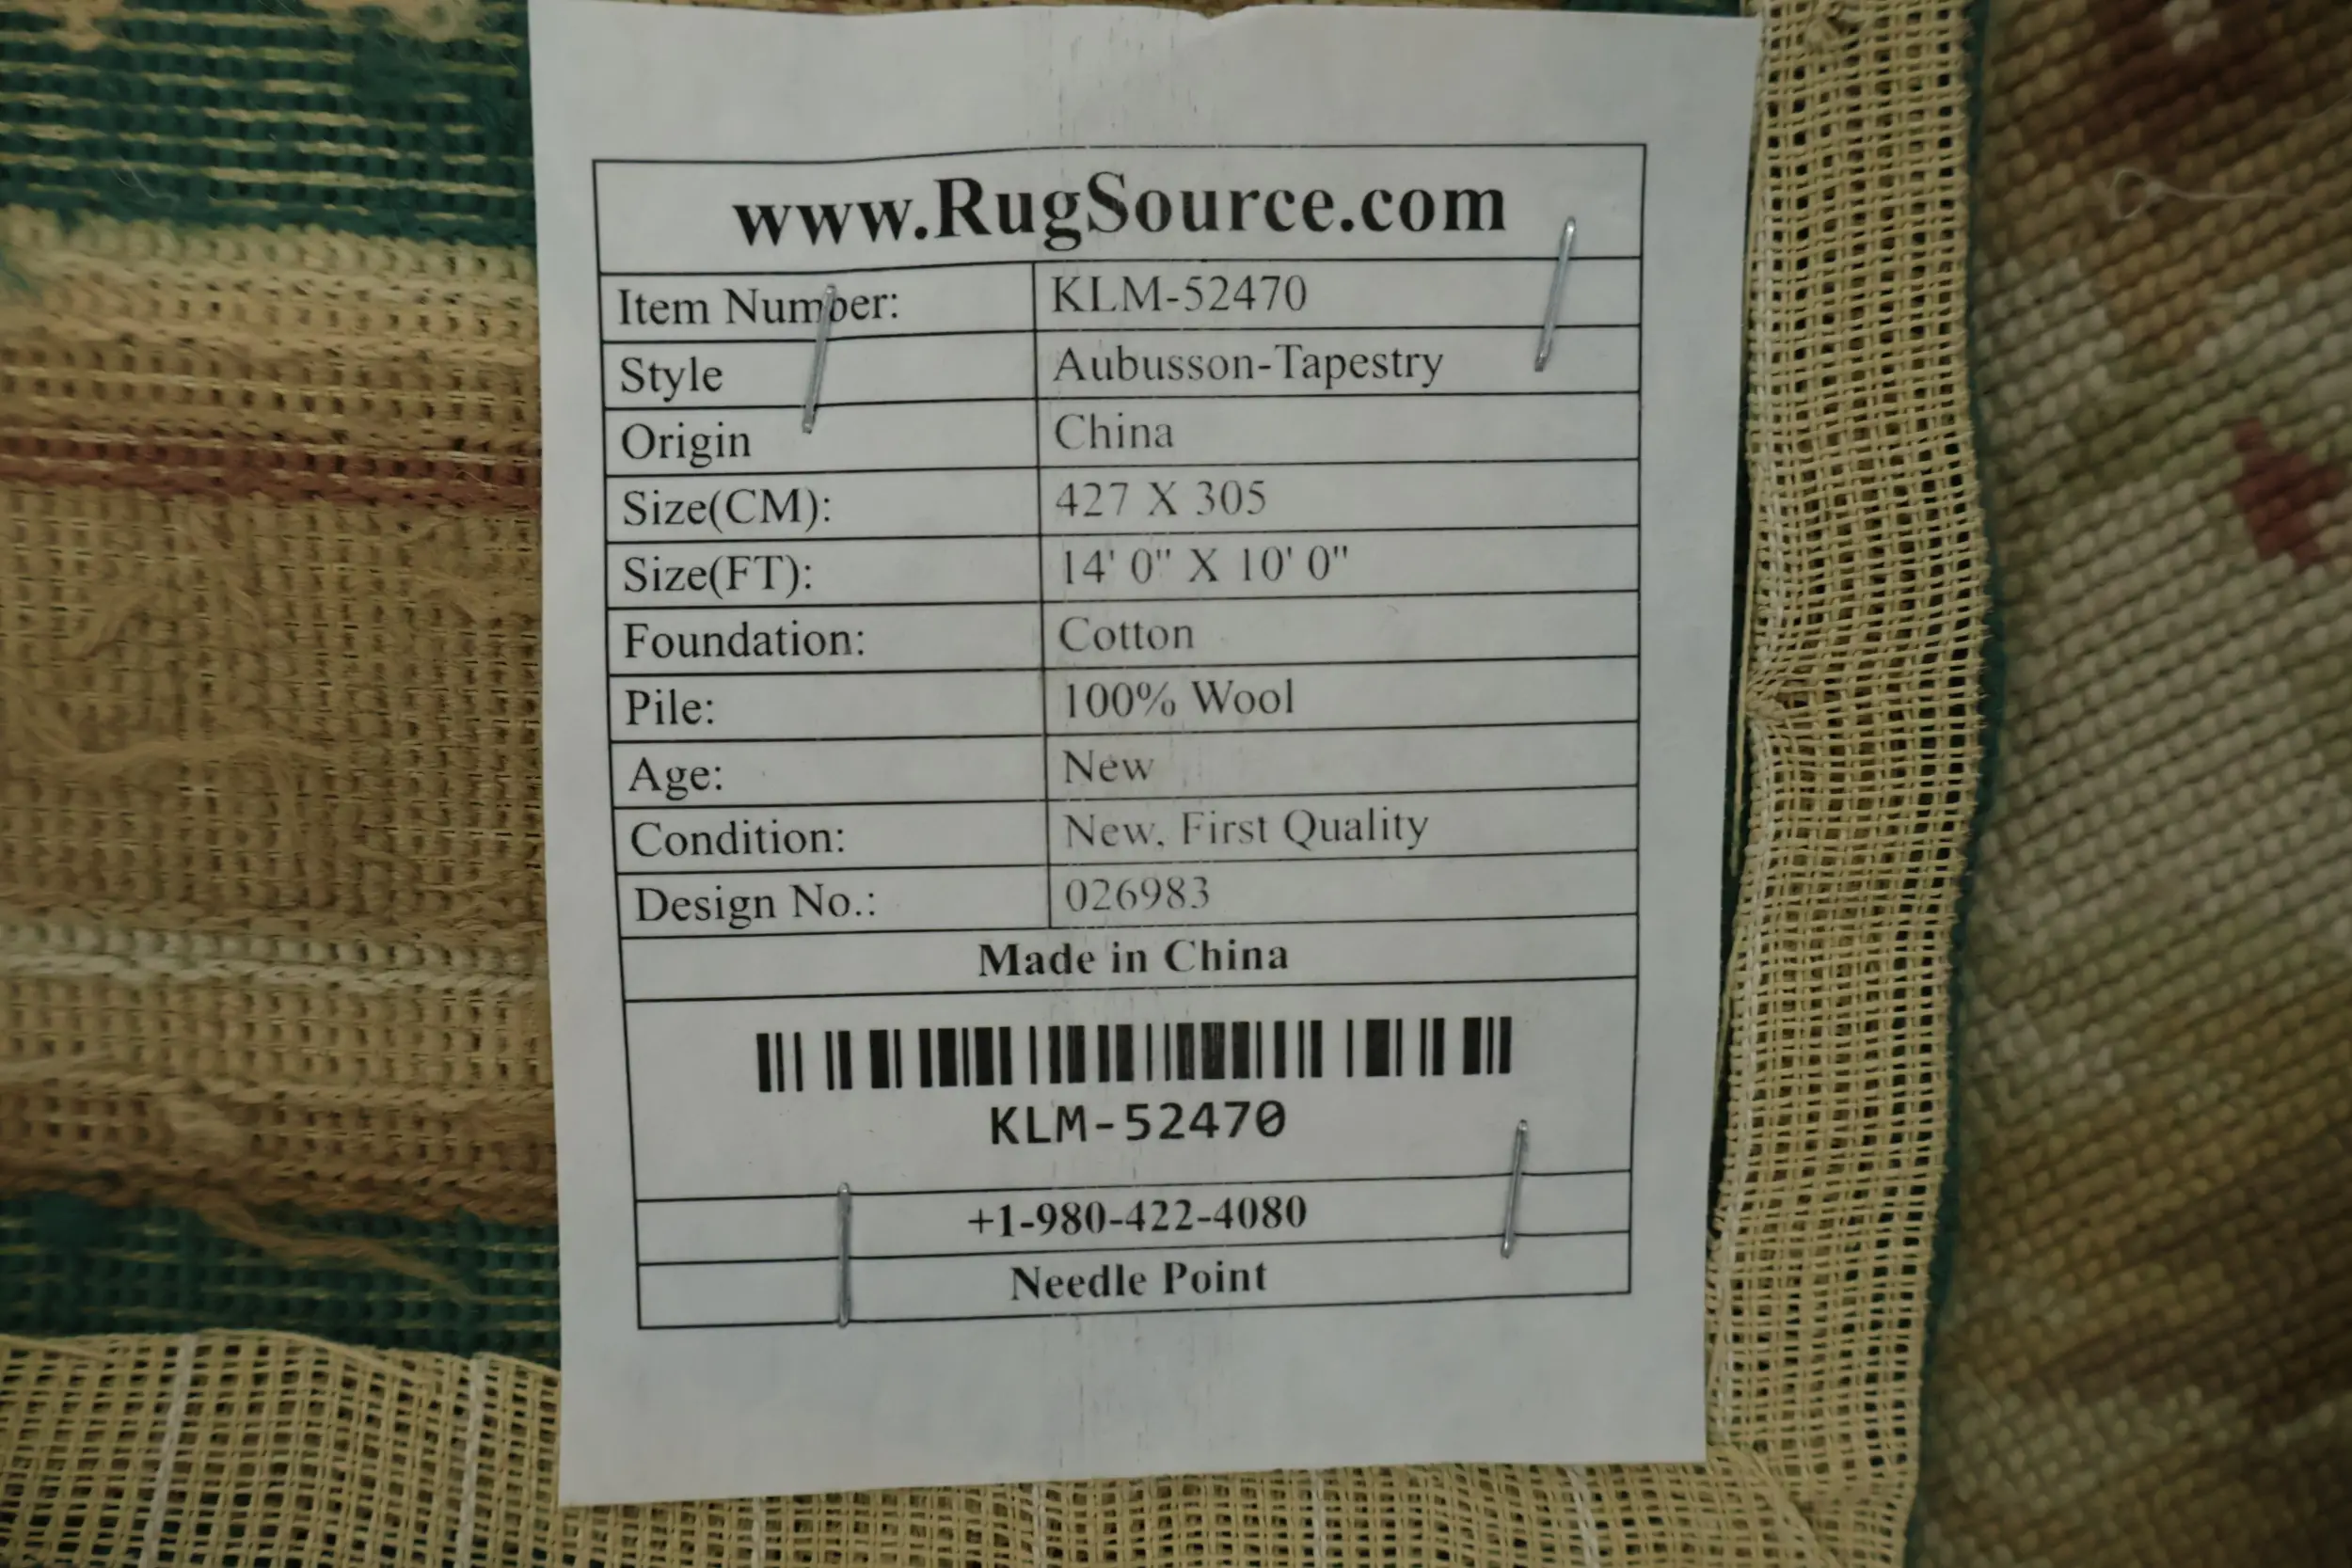 www.RugSource.com
Item Number: KLM-52470
Style Aubusson-Tapestry
Origin China
Size(CM): 427 X 305
Size(FT): 14' 0" X 10' 0"
Foundation: Cotton
Pile: 100% Wool
Age: New
Condition: New, First Quality
Design No.: 026983
Made in China
KLM-52470
+1-980-422-4080
Needle Point